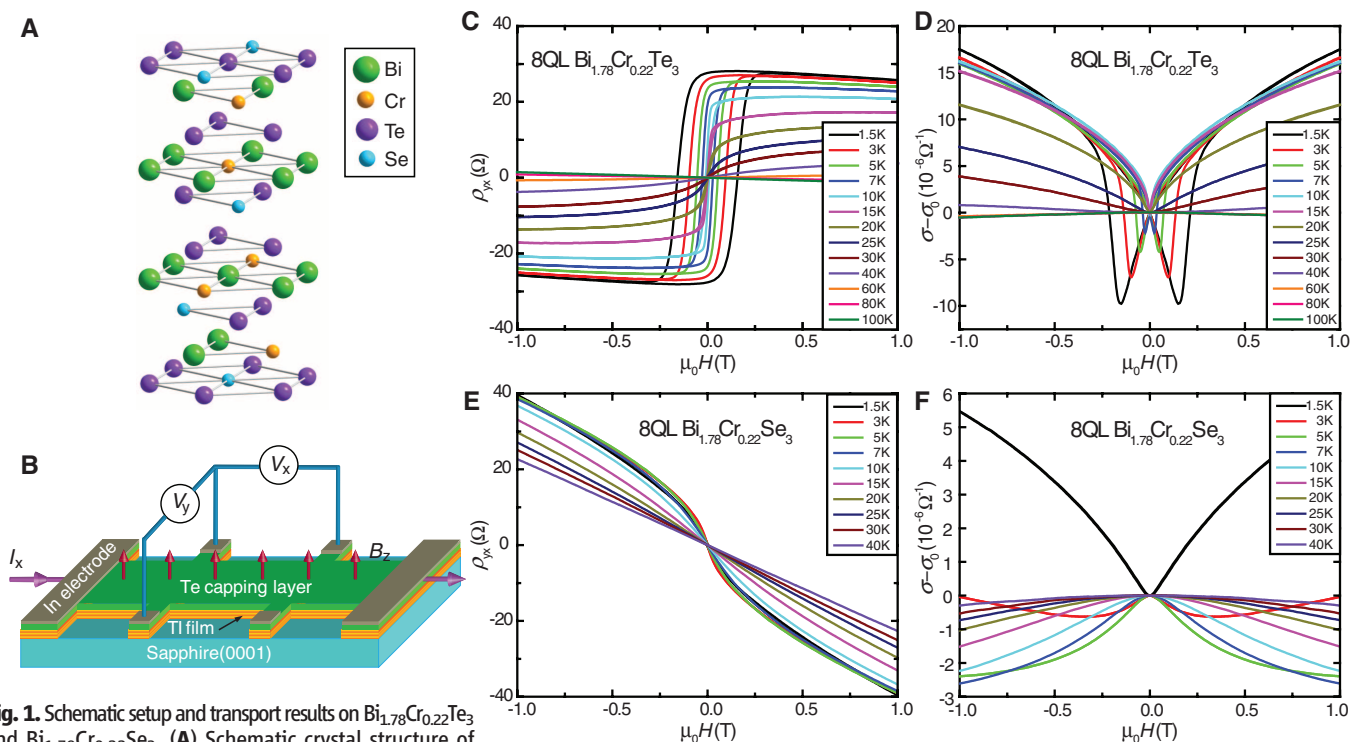 A
Bi
Cr
Te
Se
B
Vx
Vy
Ix
Bz
In electrode
Te capping layer
TI film
Sapphire(0001)
C
8QL Bi1.78Cr0.22Te3
ρyx (Ω)
40
20
0
-20
-40
-1.0 -0.5 0.0 0.5 1.0
μ0H(T)
1.5K
3K
5K
7K
10K
15K
20K
25K
30K
40K
60K
80K
100K
D
8QL Bi1.78Cr0.22Te3
σ−σ0 (10-6Ω-1)
20
15
10
5
0
-5
-10
-1.0 -0.5 0.0 0.5 1.0
μ0H(T)
1.5K
3K
5K
7K
10K
15K
20K
25K
30K
40K
60K
80K
100K
E
8QL Bi1.78Cr0.22Se3
ρyx (Ω)
40
20
0
-20
-40
-1.0 -0.5 0.0 0.5 1.0
μ0H(T)
1.5K
3K
5K
7K
10K
15K
20K
25K
30K
40K
F
8QL Bi1.78Cr0.22Se3
σ−σ0 (10-6Ω-1)
6
5
4
3
2
1
0
-1
-2
-3
-1.0 -0.5 0.0 0.5 1.0
μ0H(T)
1.5K
3K
5K
7K
10K
15K
20K
25K
30K
40K
ig. 1. Schematic setup and transport results on Bi1.78Cr0.22Te3
(A) Schematic crystal structure of